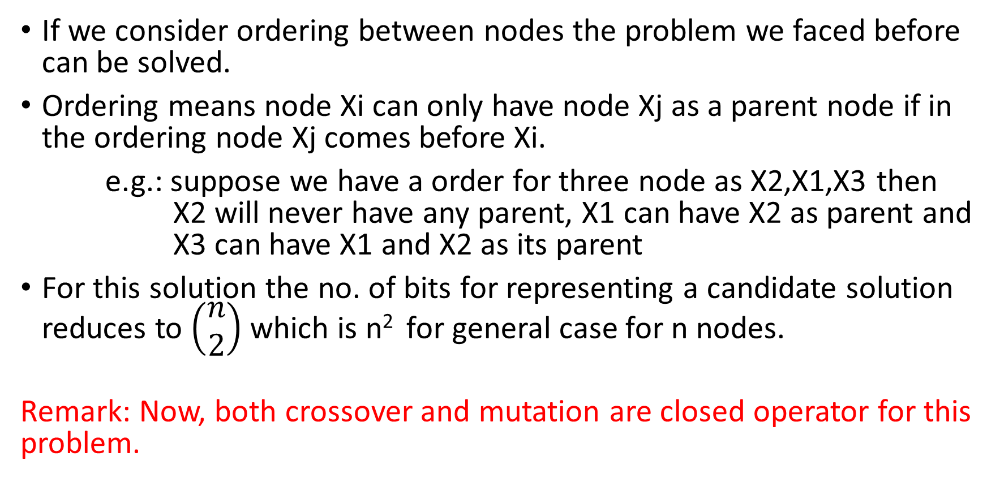 • If we consider ordering between nodes the problem we faced before
can be solved.
• Ordering means node Xi can only have node Xj as a parent node if in
the ordering node Xj comes before Xi.
e.g.: suppose we have a order for three node as X2,X1,X3 then
X2 will never have any parent, X1 can have X2 as parent and
X3 can have X1 and X2 as its parent
• For this solution the no. of bits for representing a candidate solution
reduces to (n 2) which is n² for general case for n nodes.
Remark: Now, both crossover and mutation are closed operator for this
problem.